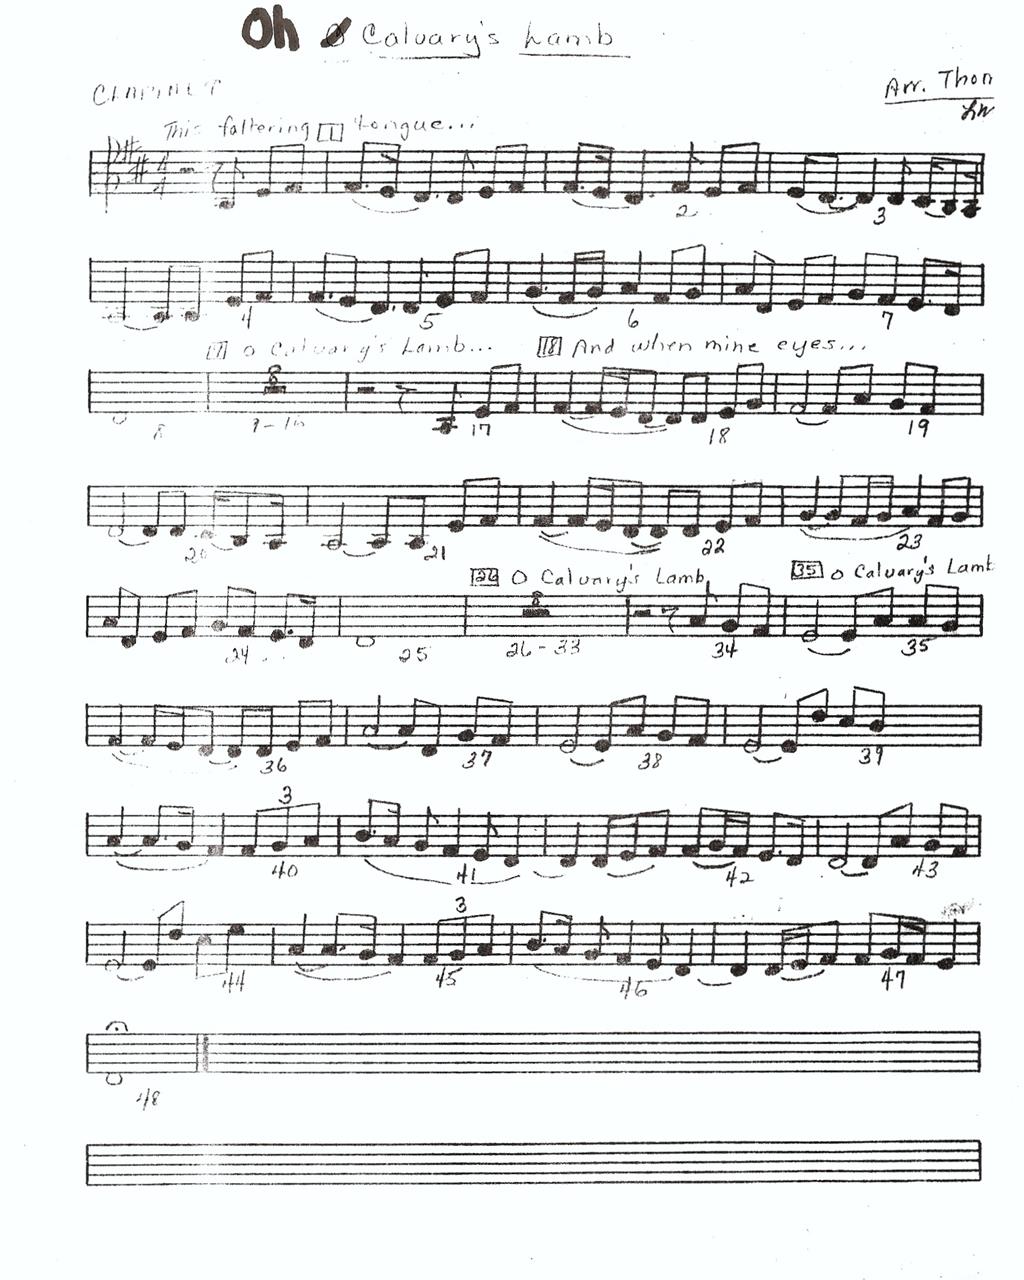 Oh O Calvary's Lamb
CLARINET
Arr. Thon
LW
This faltering 1 tongue...
4
4
2
3
4 5 6 7
17 O Calvary's Lamb... 18 And when mine eyes...
8
8 9-16 17 18 19
20 21 22 23
26 O Calvary's Lamb 35 O Calvary's Lamb
8
24 25 26-33 34 35
36 37 38 39
3
40 41 42 43
3
44 45 46 47
48